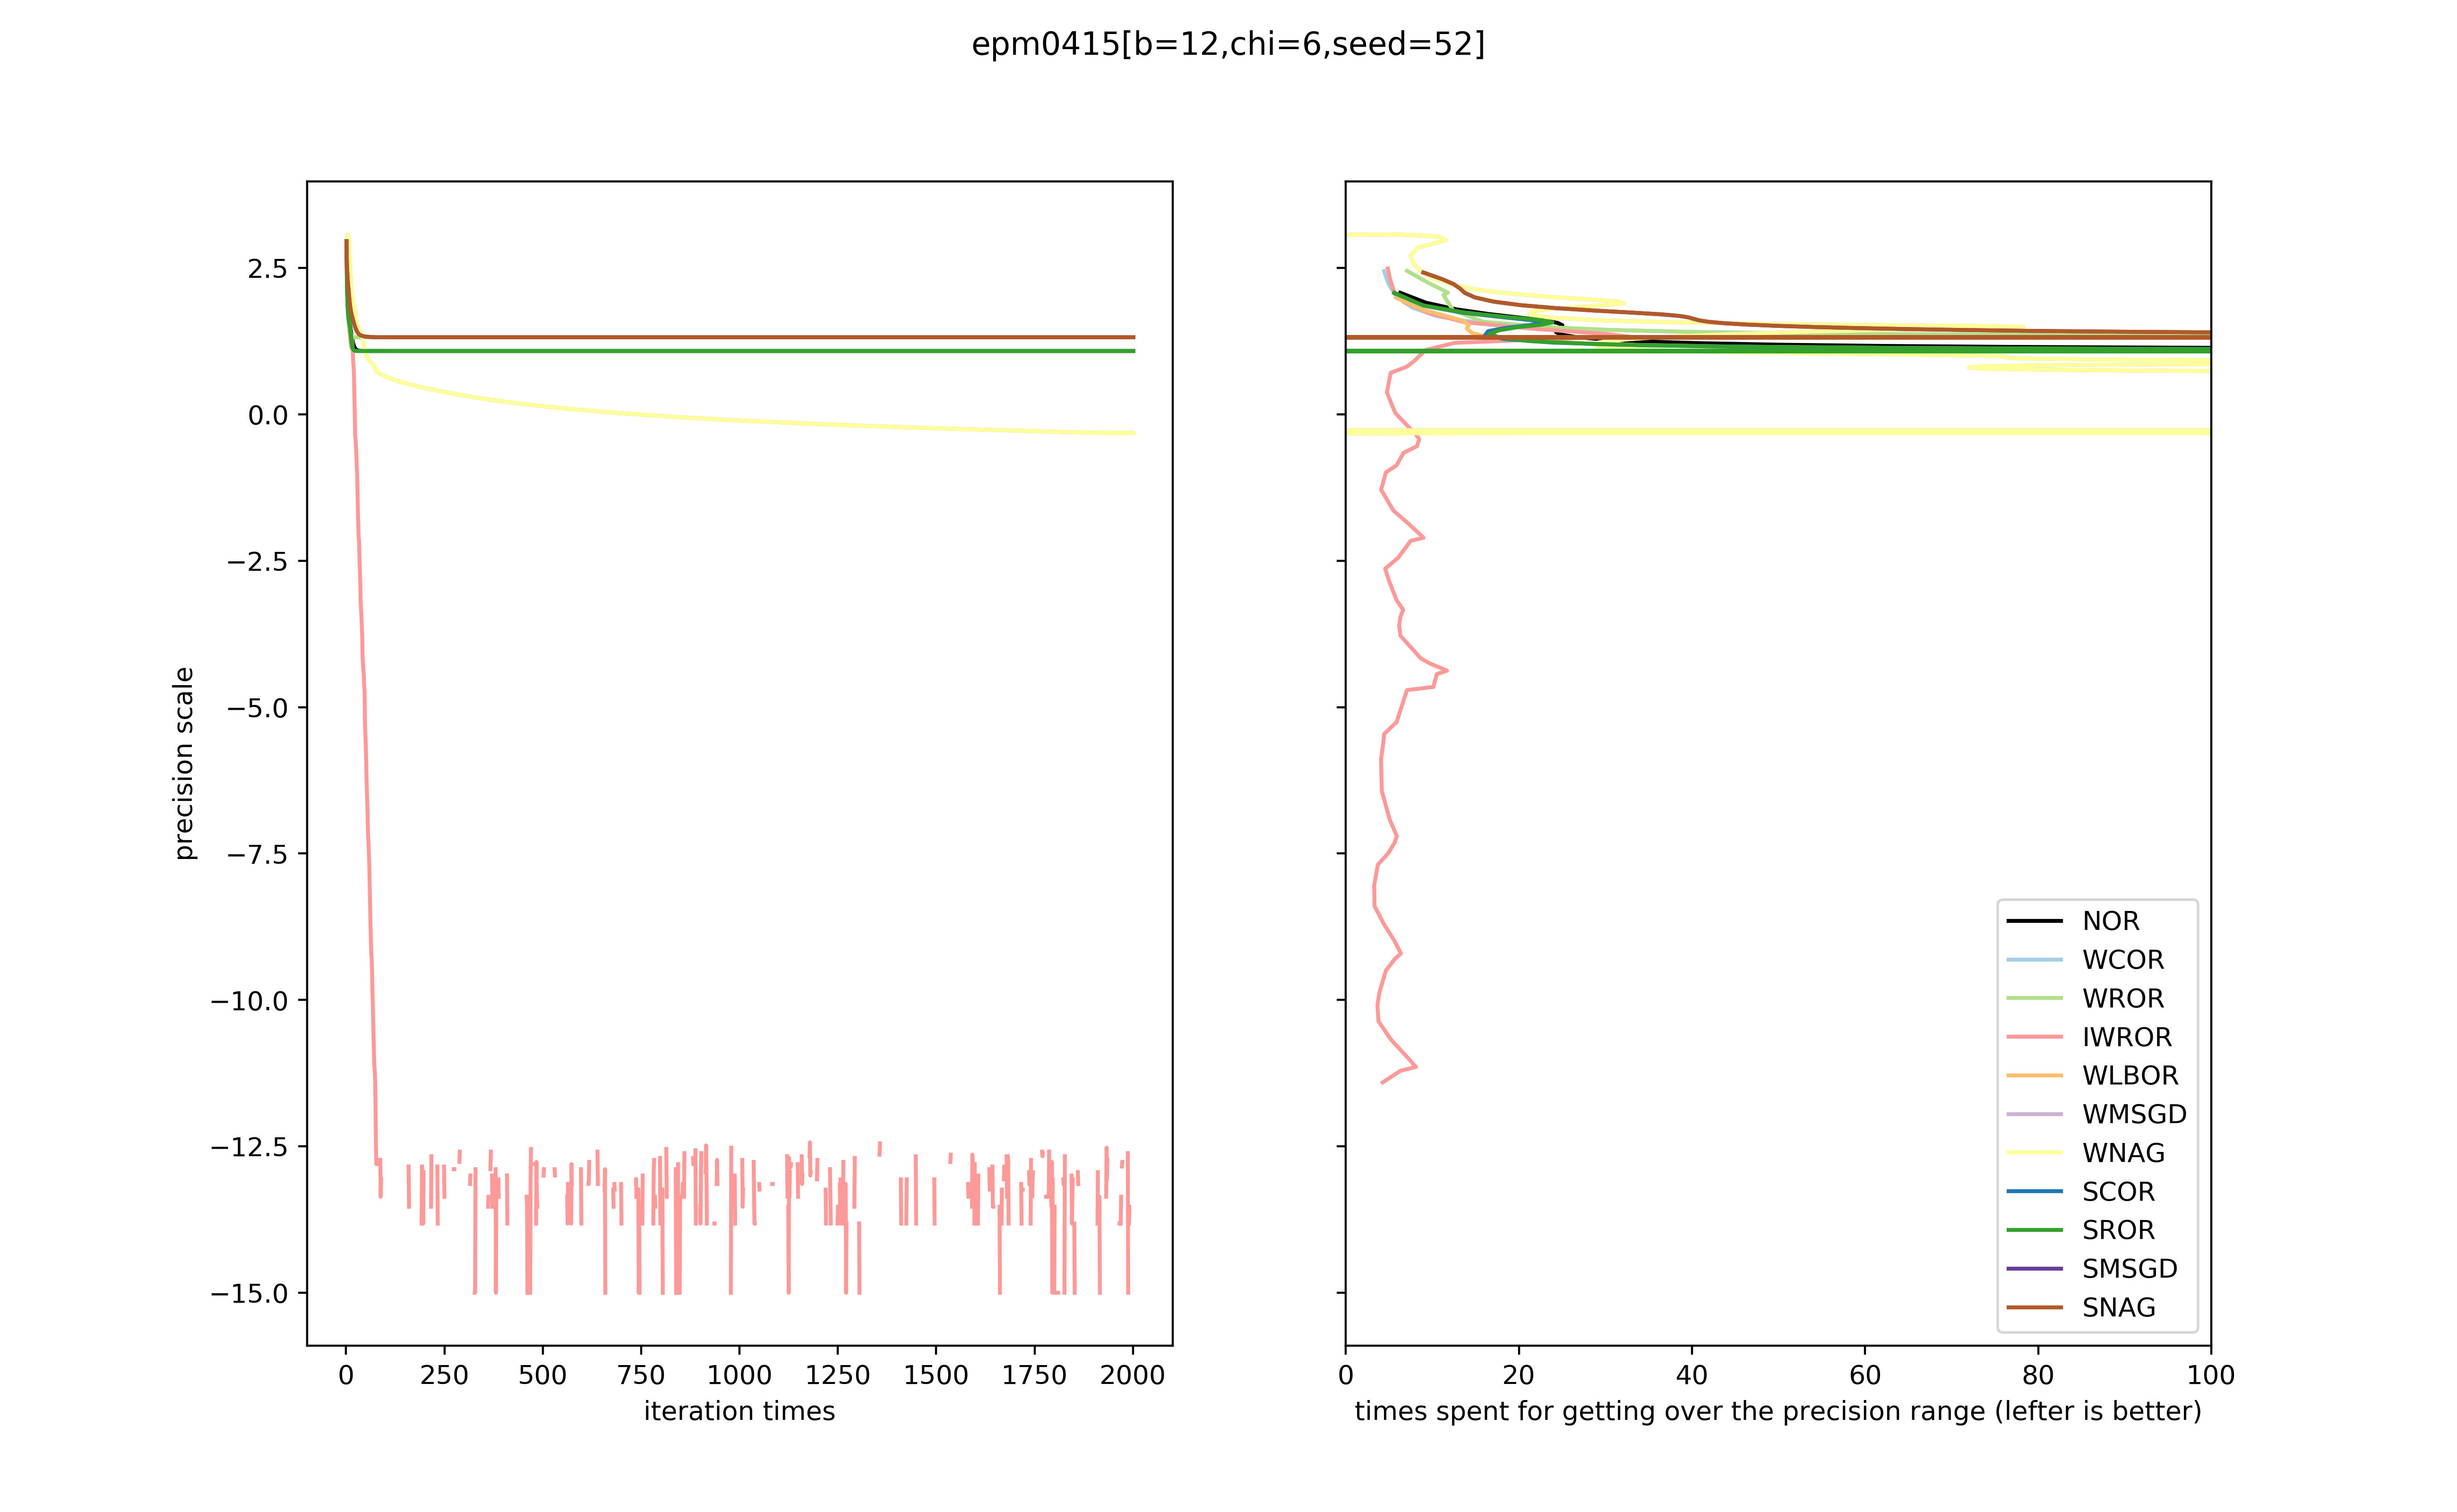 epm0415[b=12,chi=6,seed=52]
precision scale
2.5
0.0
−2.5
−5.0
−7.5
−10.0
−12.5
−15.0
0 250 500 750 1000 1250 1500 1750 2000
iteration times
0 20 40 60 80 100
times spent for getting over the precision range (lefter is better)
NOR
WCOR
WROR
IWROR
WLBOR
WMSGD
WNAG
SCOR
SROR
SMSGD
SNAG